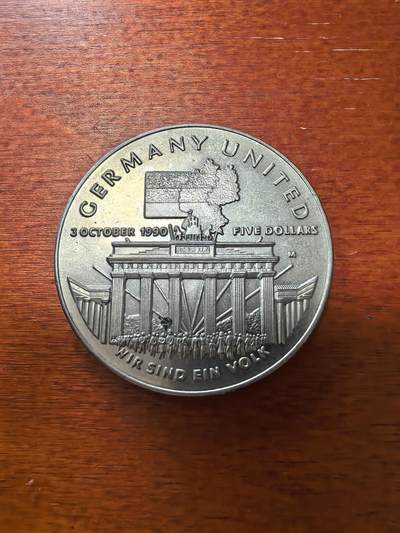 GERMANY UNITED
3 OCTOBER 1990 FIVE DOLLARS
M
WIR SIND EIN VOLK